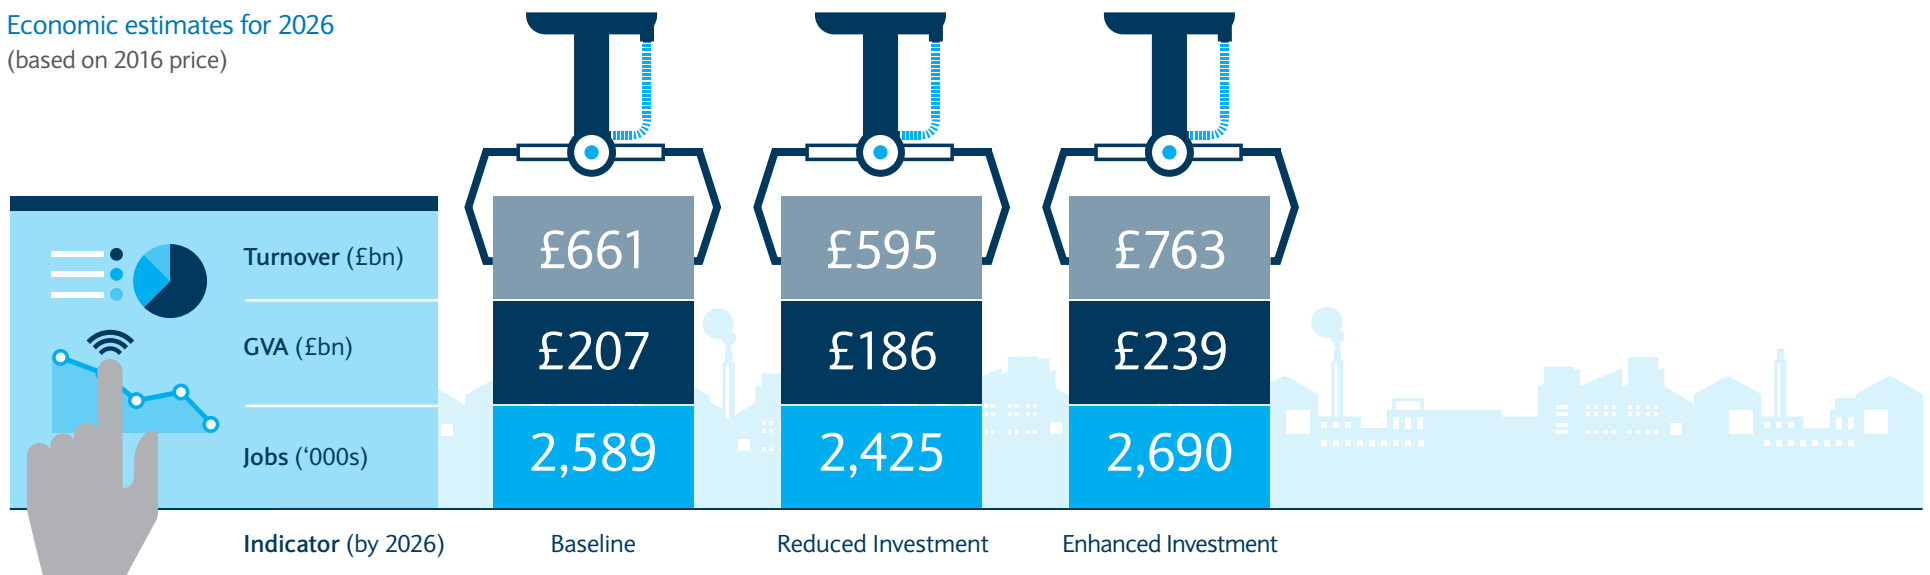 Economic estimates for 2026
(based on 2016 price)
Turnover (£bn) £661 £595 £763
GVA (£bn) £207 £186 £239
Jobs (‘000s) 2,589 2,425 2,690
Indicator (by 2026) Baseline Reduced Investment Enhanced Investment